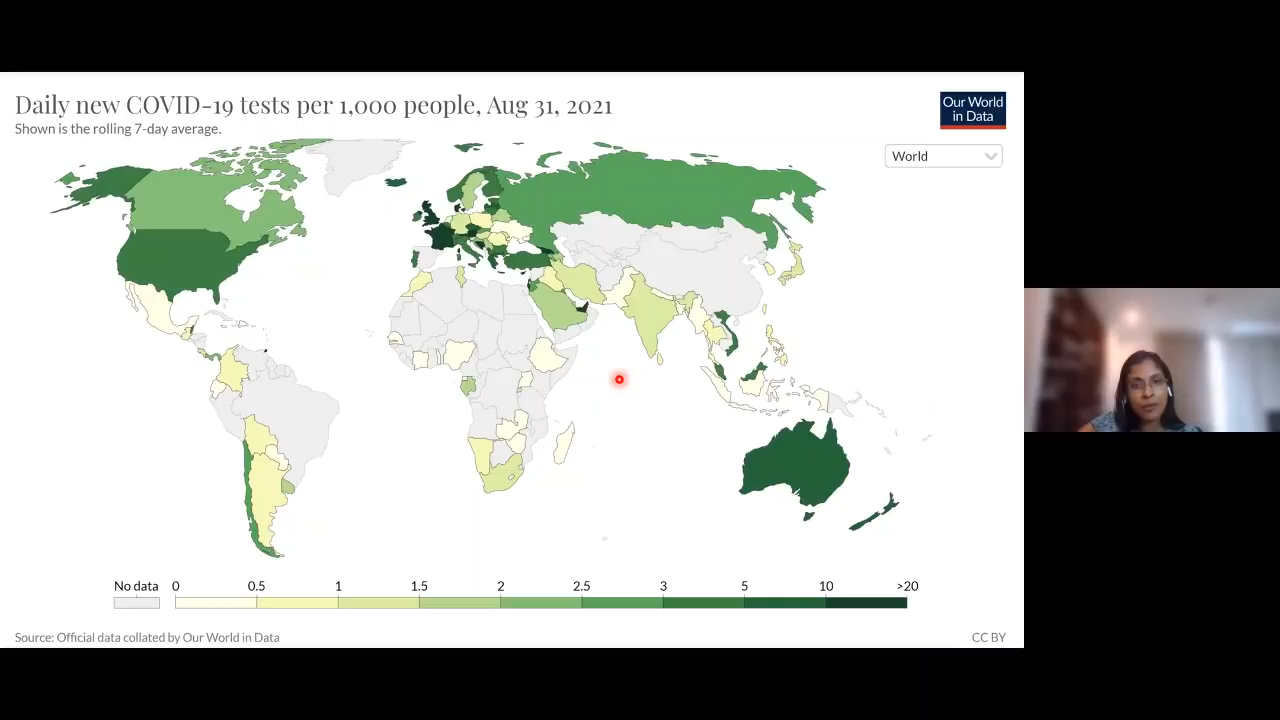 Daily new COVID-19 tests per 1,000 people, Aug 31, 2021
Shown is the rolling 7-day average.
Our World
in Data
World
No data 0 0.5 1 1.5 2 2.5 3 5 10 >20
Source: Official data collated by Our World in Data
CC BY